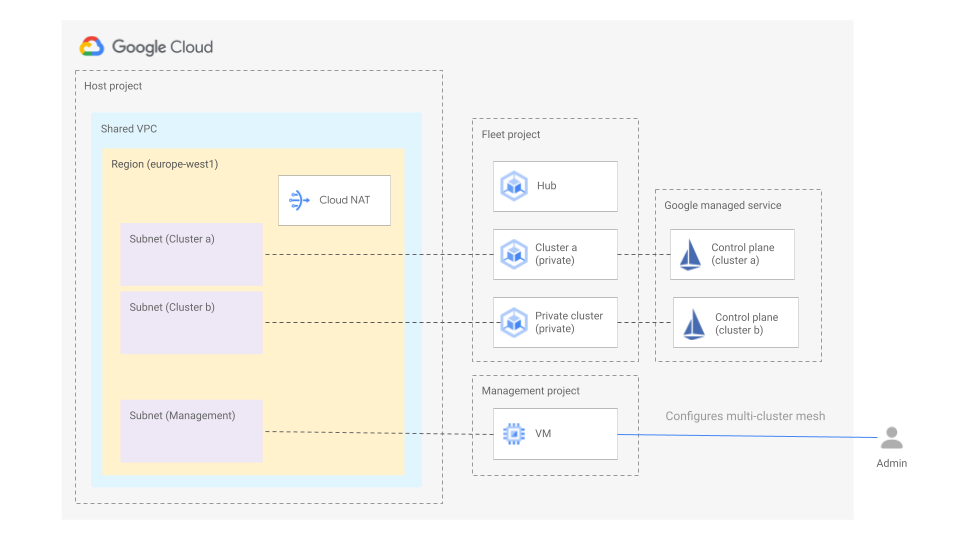 Google Cloud
Host project
Shared VPC
Region (europe-west1)
Cloud NAT
Subnet (Cluster a)
Subnet (Cluster b)
Subnet (Management)
Fleet project
Hub
Cluster a
(private)
Private cluster
(private)
Google managed service
Control plane
(cluster a)
Control plane
(cluster b)
Management project
VM
Configures multi-cluster mesh
Admin